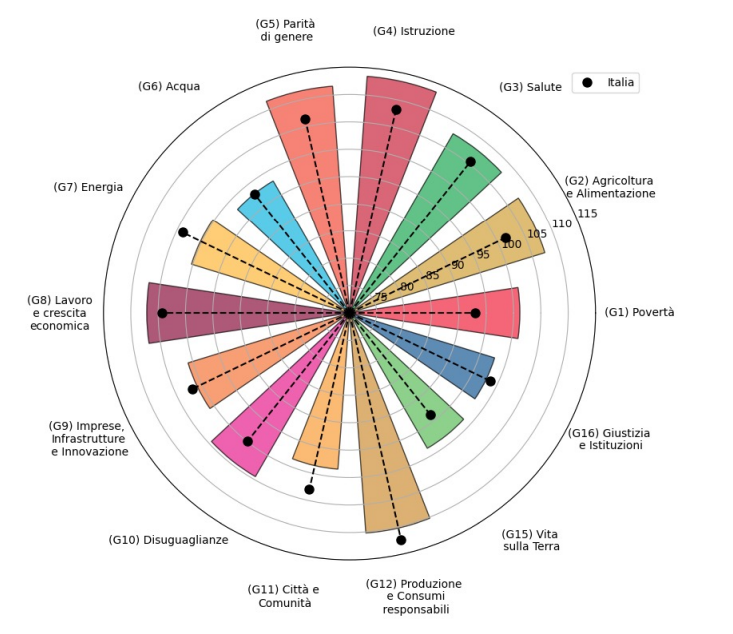 (G5) Parità
di genere
(G4) Istruzione
(G6) Acqua
(G3) Salute
Italia
(G7) Energia
(G2) Agricoltura
e Alimentazione
115
110
105
100
95
90
85
80
75
(G8) Lavoro
e crescita
economica
(G1) Povertà
(G9) Imprese,
Infrastrutture
e Innovazione
(G16) Giustizia
e Istituzioni
(G10) Disuguaglianze
(G15) Vita
sulla Terra
(G11) Città e
Comunità
(G12) Produzione
e Consumi
responsabili